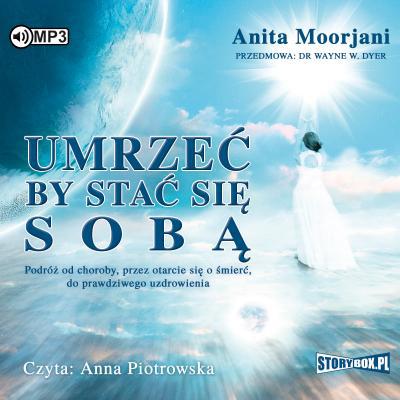 MP3
Anita Moorjani
PRZEDMOWA: DR WAYNE W. DYER
UMRZEĆ
BY STAĆ SIĘ
SOBĄ
Podróż od choroby, przez otarcie się o śmierć,
do prawdziwego uzdrowienia
Czyta: Anna Piotrowska
STORYBOX.PL